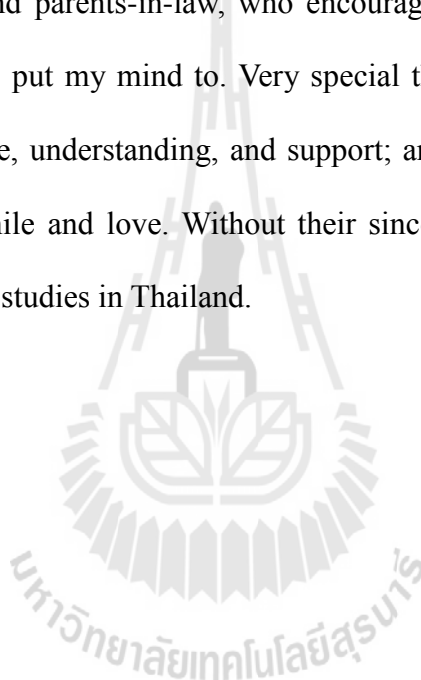 nd parents-in-law, who encourag
put my mind to. Very special t
e, understanding, and support; a
ile and love. Without their sinc
studies in Thailand.
มหาวิทยาลัยเทคโนโลยีสุรนารี